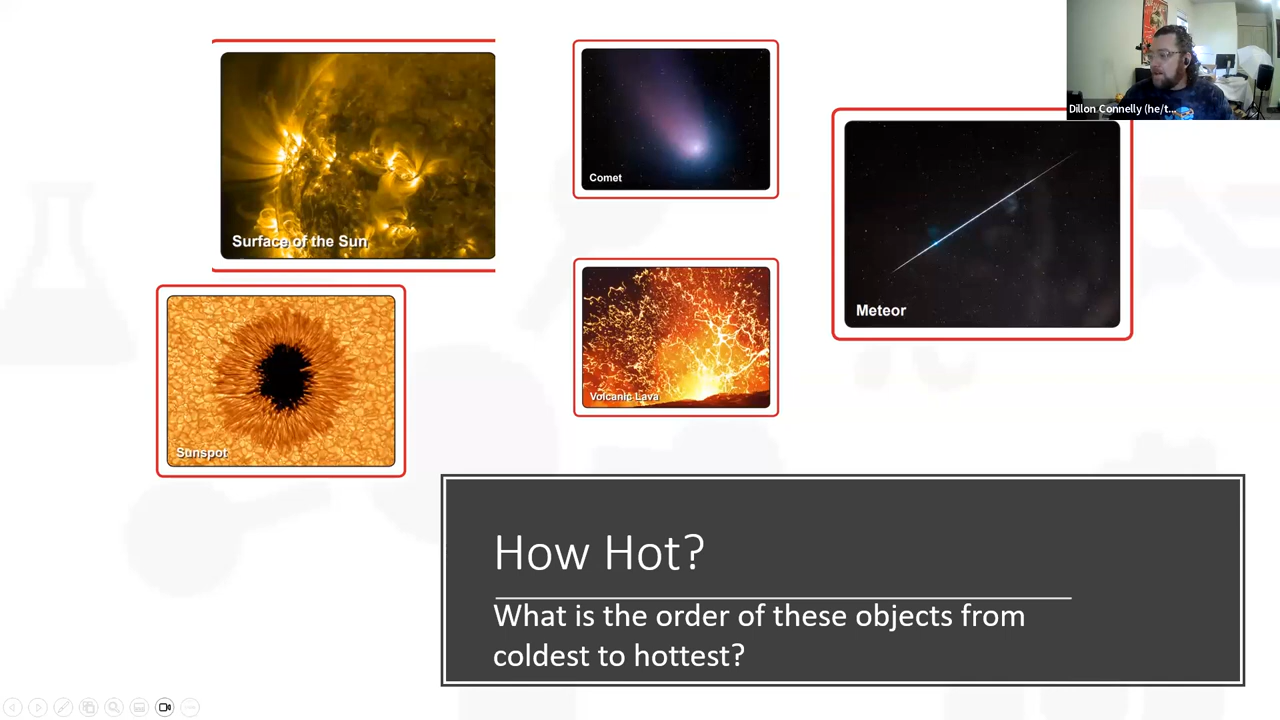 Dillon Connelly (he/t...
Surface of the Sun
Comet
Meteor
Volcanic Lava
Sunspot
How Hot?
What is the order of these objects from
coldest to hottest?